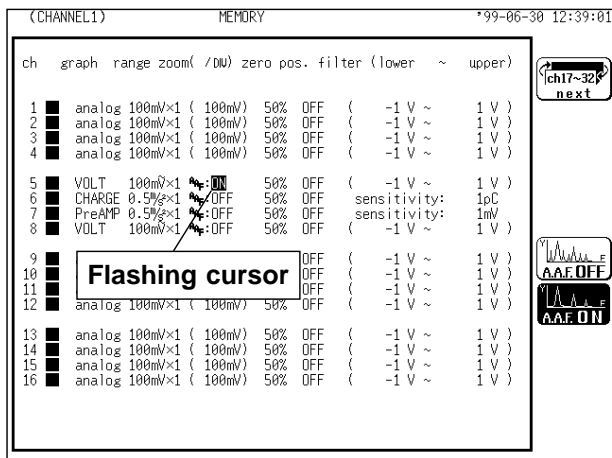 (CHANNEL1) MEMORY '99-06-30 12:39:01
ch graph range zoom( /DIV) zero pos. filter (lower ~ upper)
1 analog 100mV×1 ( 100mV) 50% OFF ( -1 V ~ 1 V )
2 analog 100mV×1 ( 100mV) 50% OFF ( -1 V ~ 1 V )
3 analog 100mV×1 ( 100mV) 50% OFF ( -1 V ~ 1 V )
4 analog 100mV×1 ( 100mV) 50% OFF ( -1 V ~ 1 V )
5 VOLT 100mV×1 AAF:ON 50% OFF ( -1 V ~ 1 V )
6 CHARGE 0.5m/s²×1 AAF:OFF 50% OFF sensitivity: 1pC
7 PreAMP 0.5m/s²×1 AAF:OFF 50% OFF sensitivity: 1mV
8 VOLT 100mV×1 AAF:OFF 50% OFF ( -1 V ~ 1 V )
9 OFF ( -1 V ~ 1 V )
10 OFF ( -1 V ~ 1 V )
11 OFF ( -1 V ~ 1 V )
12 analog 100mV×1 ( 100mV) 50% OFF ( -1 V ~ 1 V )
13 analog 100mV×1 ( 100mV) 50% OFF ( -1 V ~ 1 V )
14 analog 100mV×1 ( 100mV) 50% OFF ( -1 V ~ 1 V )
15 analog 100mV×1 ( 100mV) 50% OFF ( -1 V ~ 1 V )
16 analog 100mV×1 ( 100mV) 50% OFF ( -1 V ~ 1 V )
Flashing cursor
ch17~32
next
Y F
A.A.F. OFF
Y F
A.A.F. ON